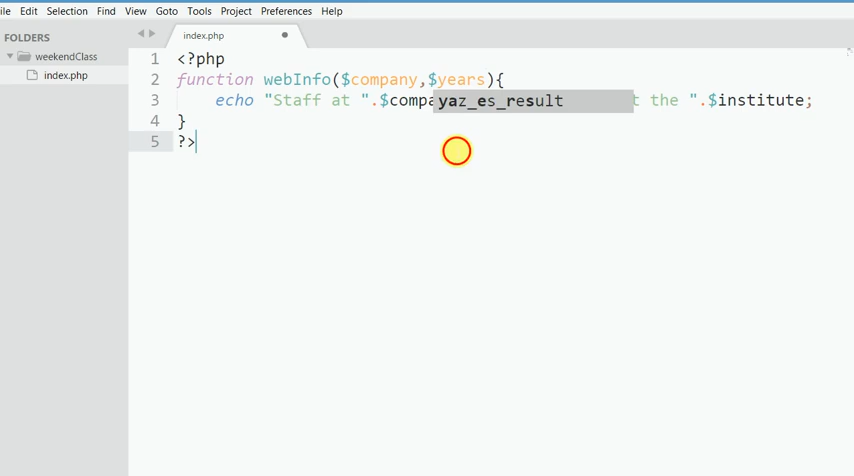 ile Edit Selection Find View Goto Tools Project Preferences Help
FOLDERS
weekendClass
index.php
index.php
1 <?php
2 function webInfo($company,$years){
3 echo "Staff at ".$compa yaz_es_result t the ".$institute;
4 }
5 ?>